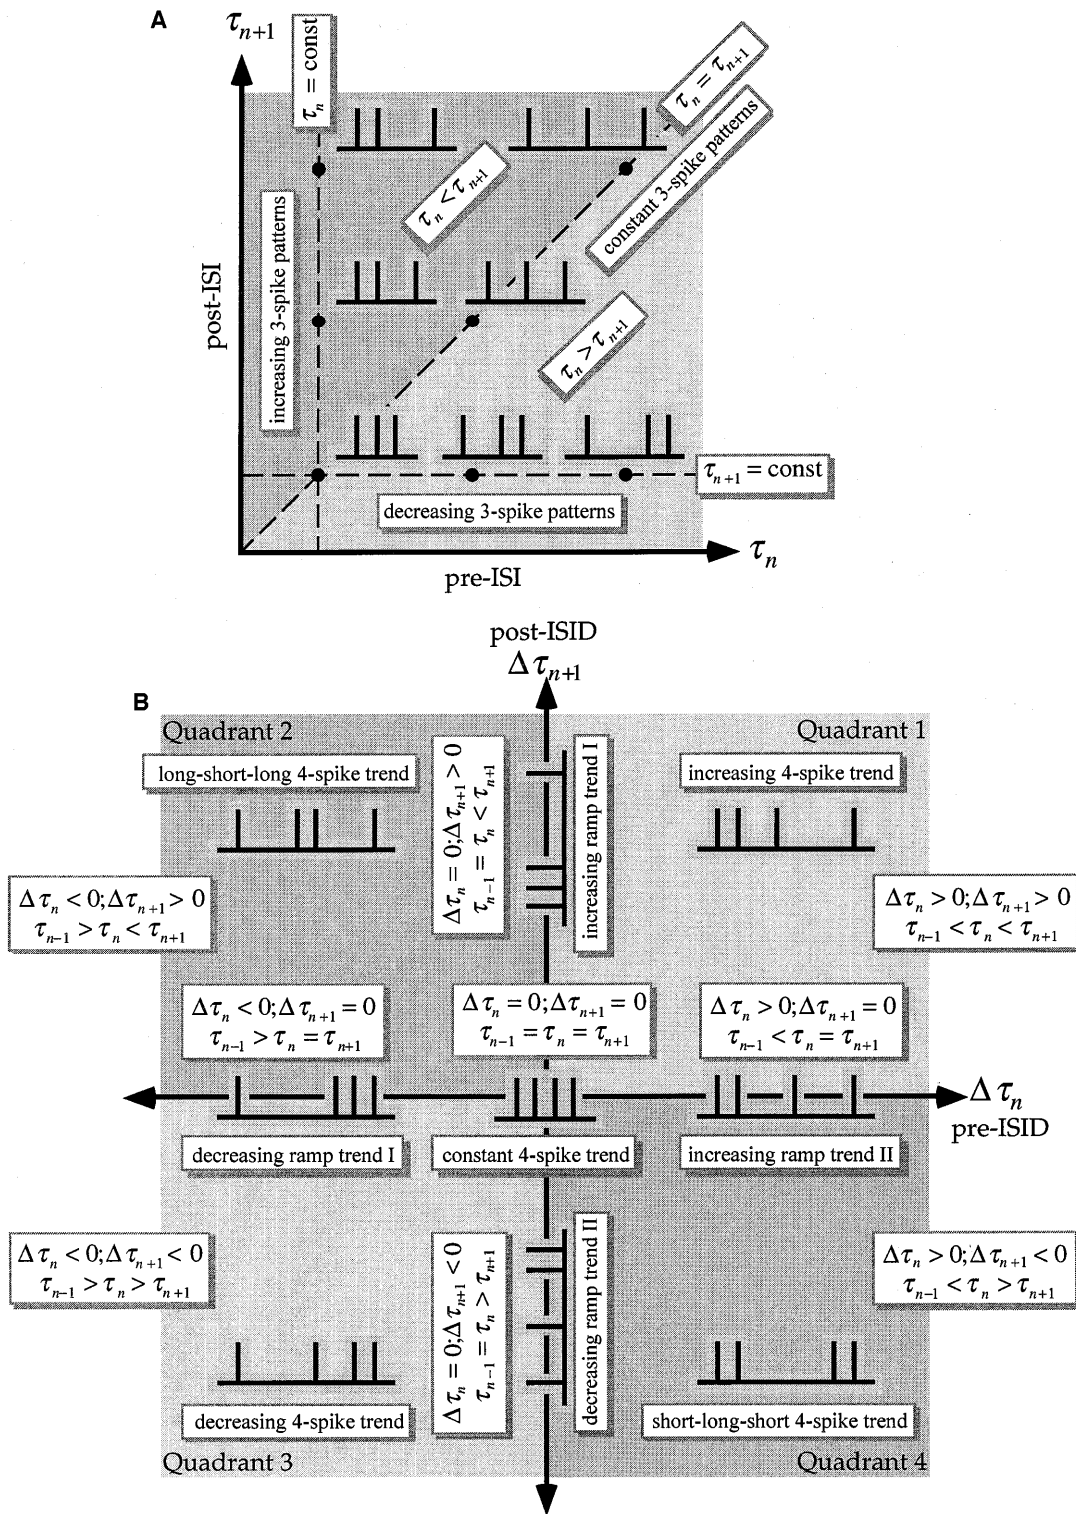 A
τn+1
τn = const
τn = τn+1
constant 3-spike patterns
τn < τn+1
increasing 3-spike patterns
post-ISI
τn > τn+1
τn+1 = const
decreasing 3-spike patterns
τn
pre-ISI
post-ISID
Δτn+1
B
Quadrant 2
Quadrant 1
long-short-long 4-spike trend
Δτn = 0; Δτn+1 > 0
τn-1 = τn < τn+1
increasing ramp trend I
increasing 4-spike trend
Δτn < 0; Δτn+1 > 0
τn-1 > τn < τn+1
Δτn > 0; Δτn+1 > 0
τn-1 < τn < τn+1
Δτn < 0; Δτn+1 = 0
τn-1 > τn = τn+1
Δτn = 0; Δτn+1 = 0
τn-1 = τn = τn+1
Δτn > 0; Δτn+1 = 0
τn-1 < τn = τn+1
Δτn
pre-ISID
decreasing ramp trend I
constant 4-spike trend
increasing ramp trend II
Δτn < 0; Δτn+1 < 0
τn-1 > τn > τn+1
Δτn = 0; Δτn+1 < 0
τn-1 = τn > τn+1
decreasing ramp trend II
Δτn > 0; Δτn+1 < 0
τn-1 < τn > τn+1
decreasing 4-spike trend
short-long-short 4-spike trend
Quadrant 3
Quadrant 4